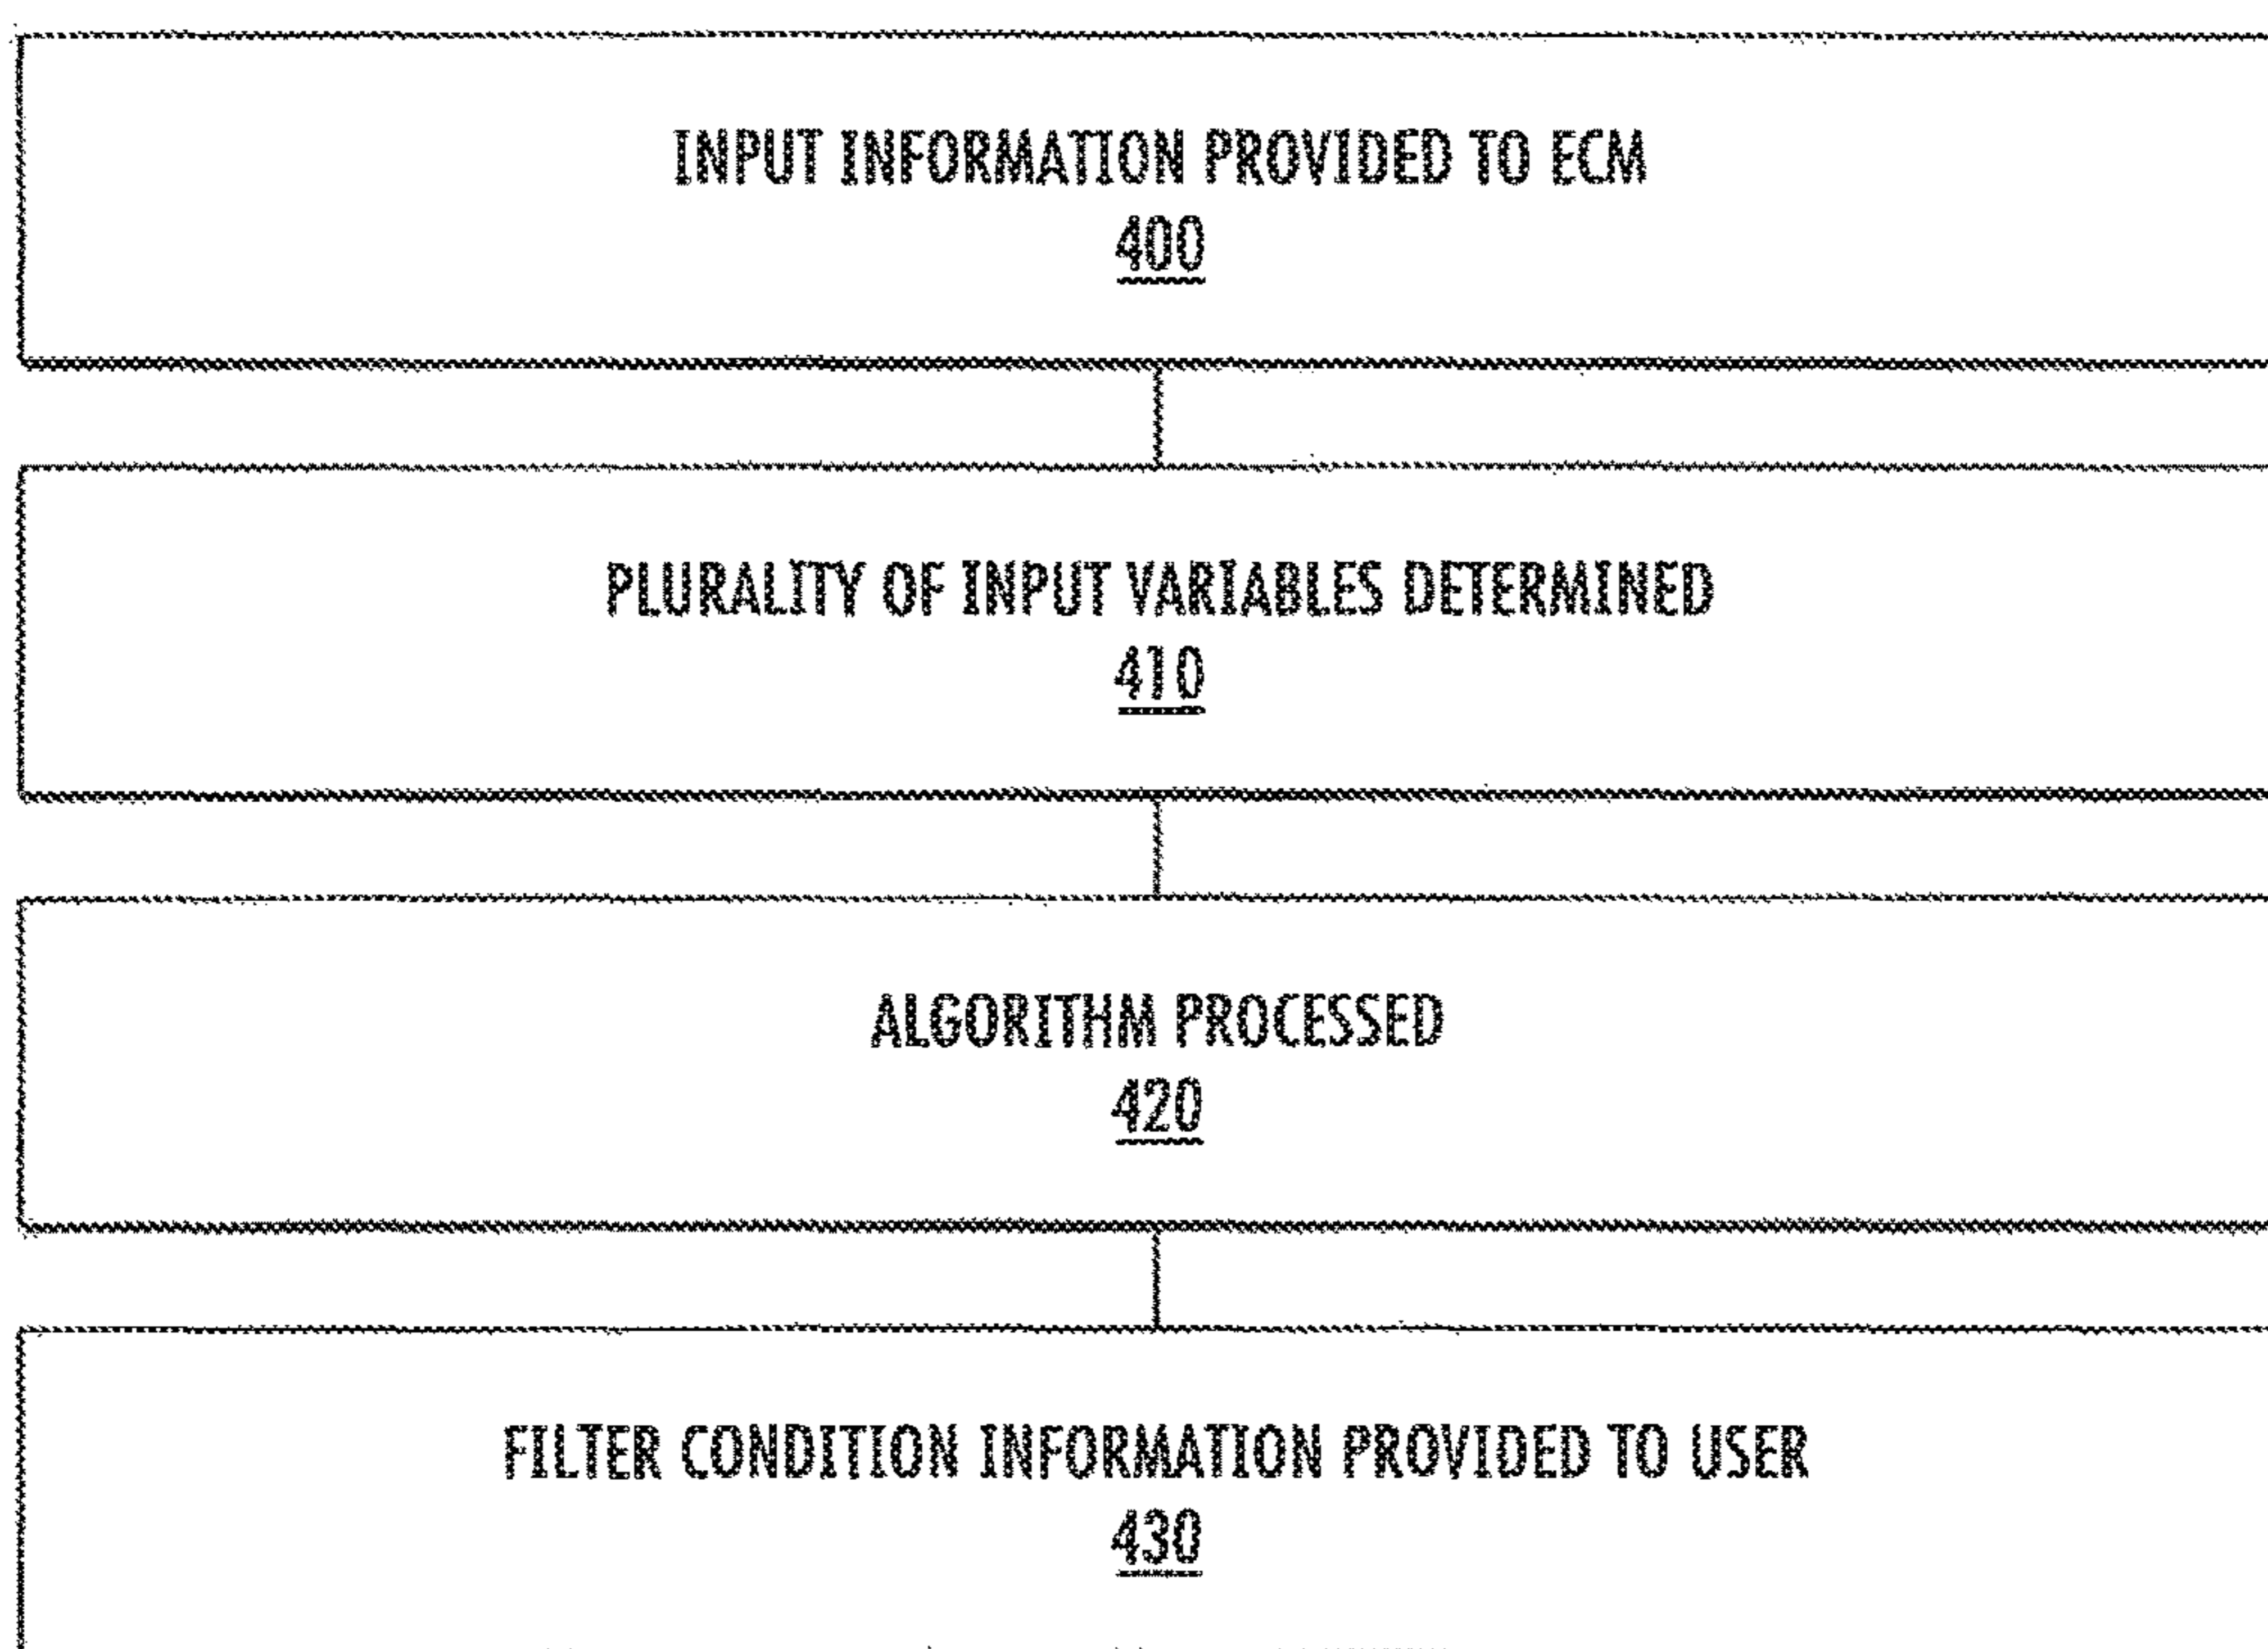 INPUT INFORMATION PROVIDED TO ECM
400
PLURALITY OF INPUT VARIABLES DETERMINED
410
ALGORITHM PROCESSED
420
FILTER CONDITION INFORMATION PROVIDED TO USER
430